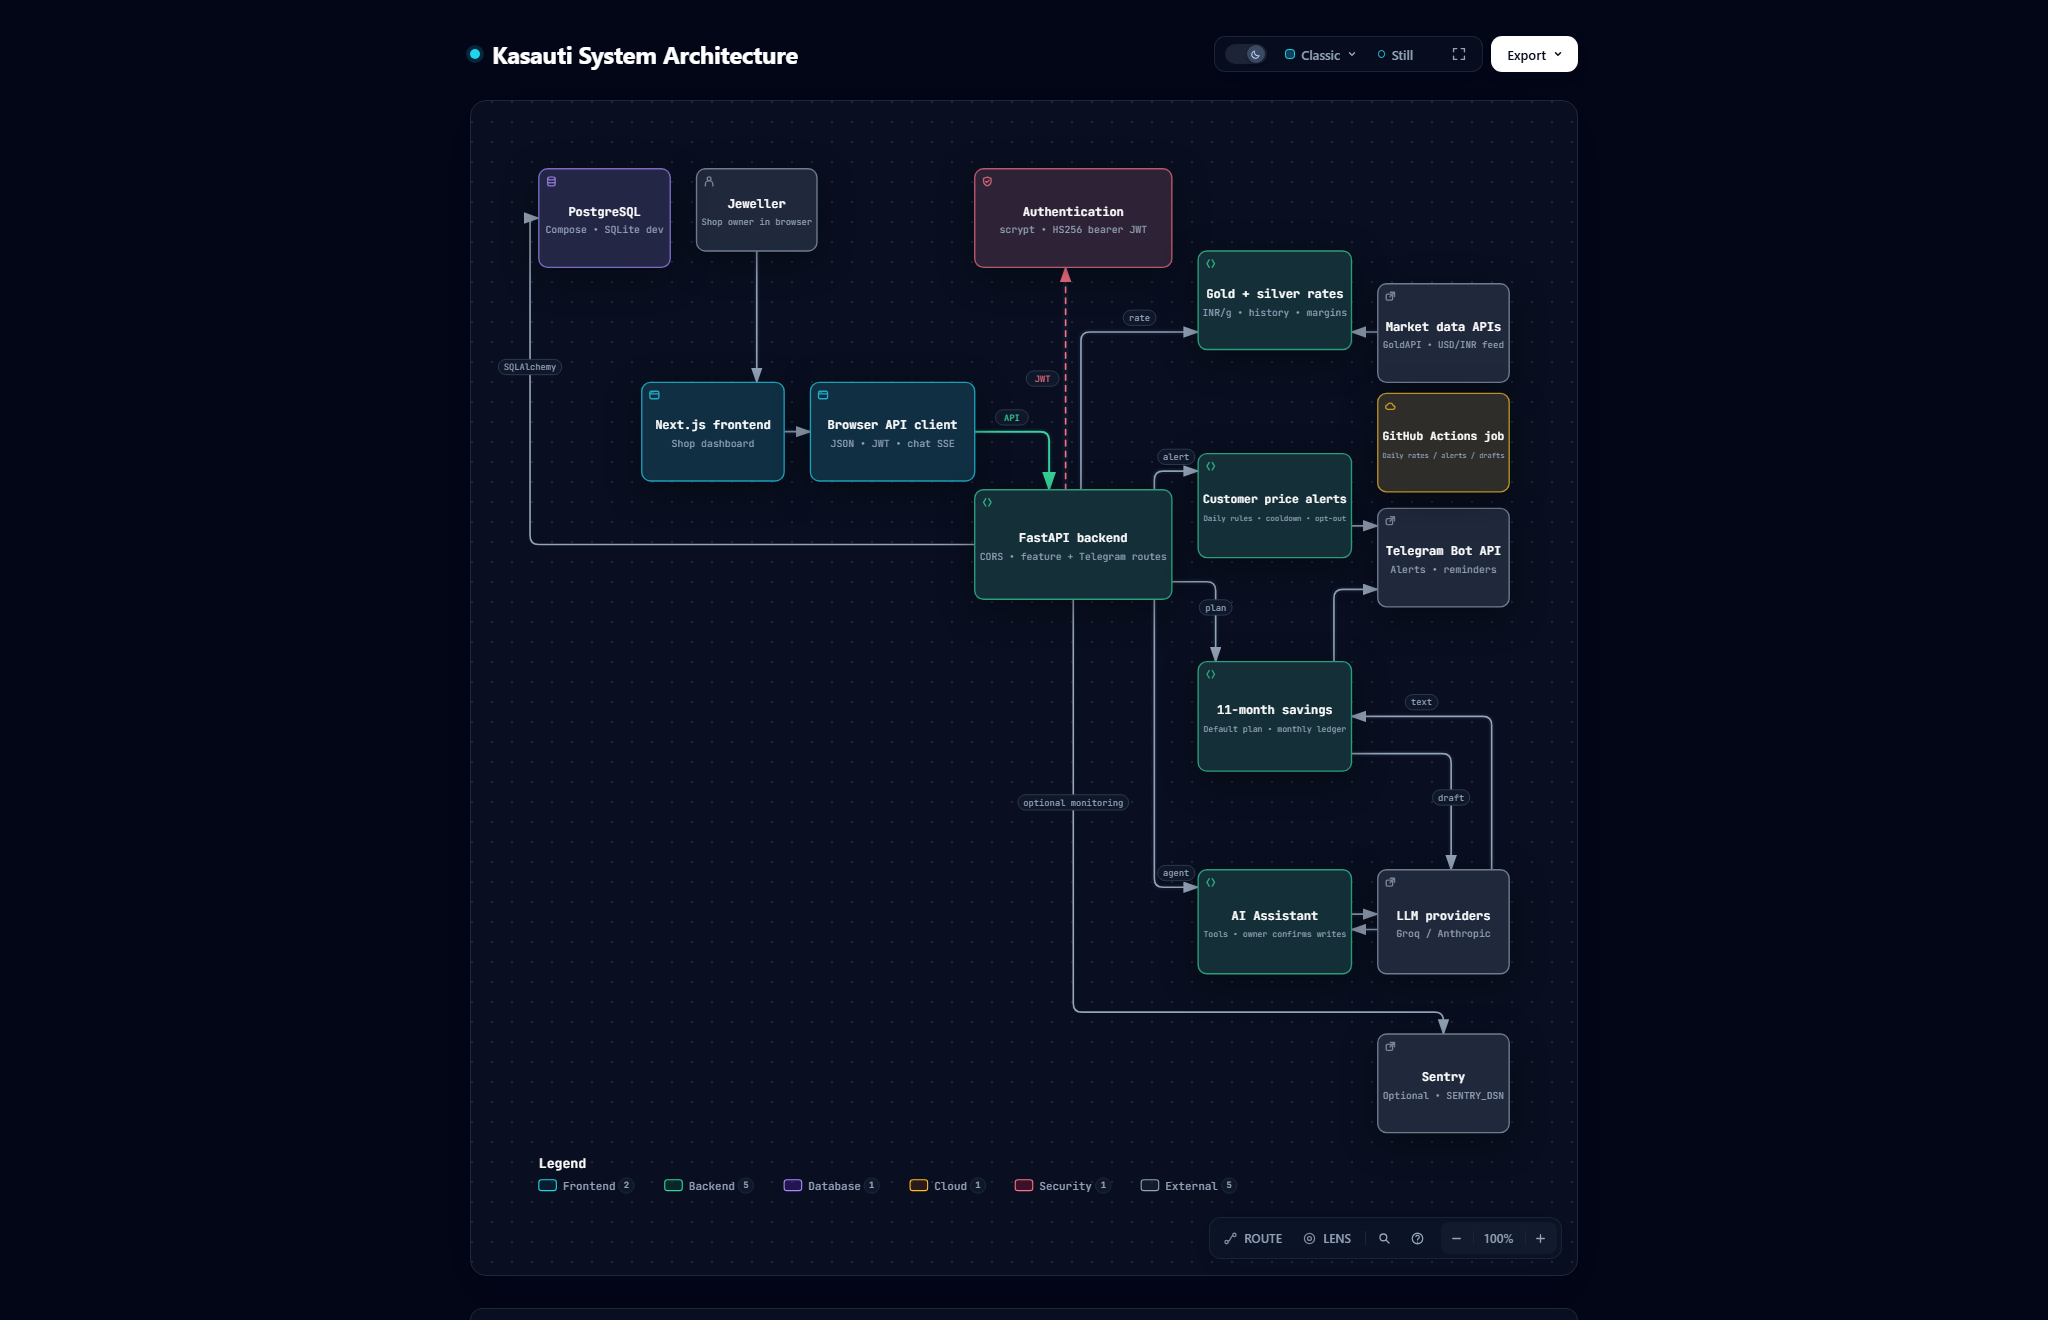 Kasauti System Architecture
Classic
Still
Export
PostgreSQL
Compose • SQLite dev
Jeweller
Shop owner in browser
Authentication
scrypt • HS256 bearer JWT
Gold + silver rates
INR/g • history • margins
Market data APIs
GoldAPI • USD/INR feed
rate
SQLAlchemy
JWT
Next.js frontend
Shop dashboard
Browser API client
JSON • JWT • chat SSE
API
GitHub Actions job
Daily rates / alerts / drafts
alert
Customer price alerts
Daily rules • cooldown • opt-out
FastAPI backend
CORS • feature + Telegram routes
Telegram Bot API
Alerts • reminders
plan
11-month savings
Default plan • monthly ledger
text
draft
optional monitoring
agent
AI Assistant
Tools • owner confirms writes
LLM providers
Groq / Anthropic
Sentry
Optional • SENTRY_DSN
Legend
Frontend 2
Backend 5
Database 1
Cloud 1
Security 1
External 5
ROUTE
LENS
100%